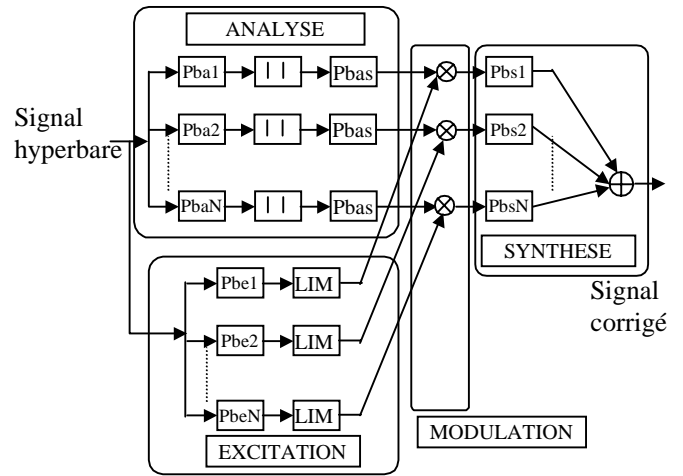 ANALYSE
Pba1 | | Pbas Pbs1
Signal
hyperbare
Pba2 | | Pbas Pbs2
PbaN | | Pbas PbsN
SYNTHESE
Pbe1 LIM
Signal
corrigé
Pbe2 LIM
PbeN LIM
MODULATION
EXCITATION